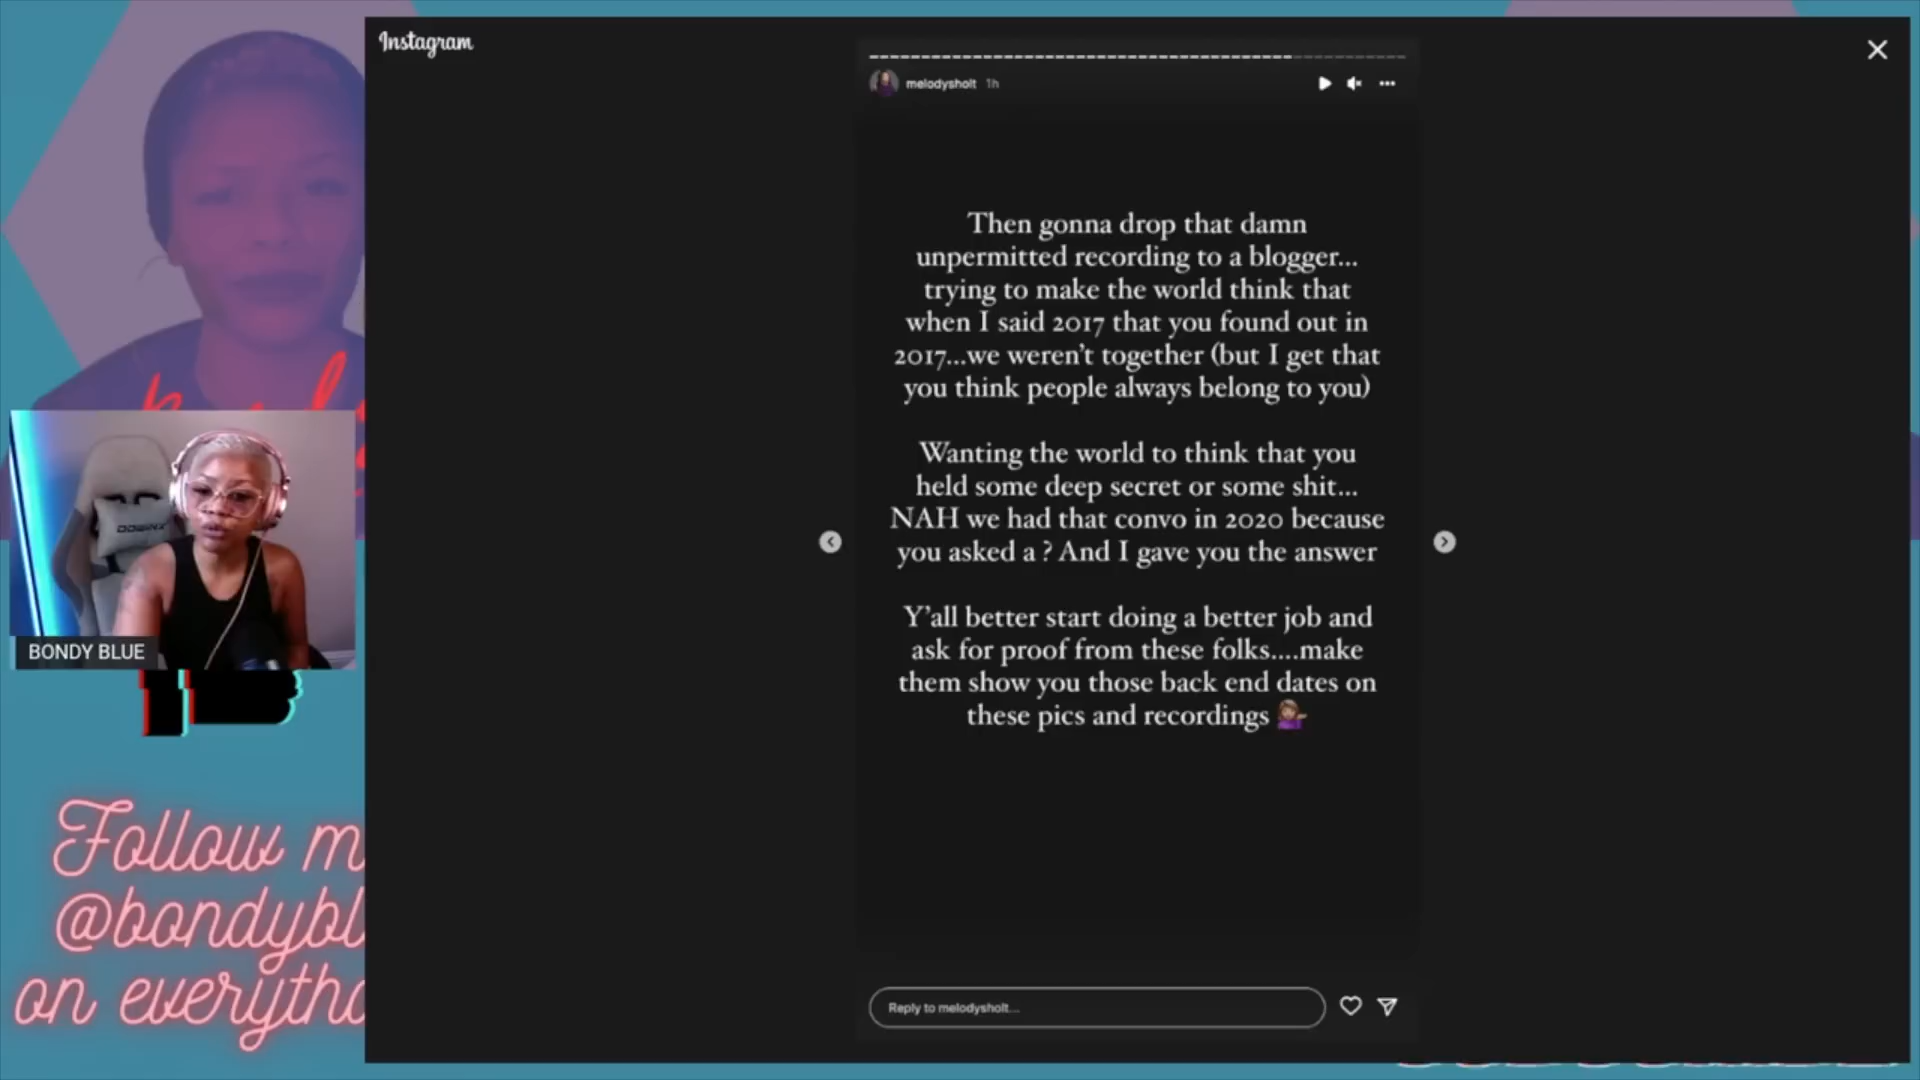 Instagram
melodysholt 1h
Then gonna drop that damn
unpermitted recording to a blogger...
trying to make the world think that
when I said 2017 that you found out in
2017...we weren't together (but I get that
you think people always belong to you)
Wanting the world to think that you
held some deep secret or some shit...
NAH we had that convo in 2020 because
you asked a ? And I gave you the answer
Y'all better start doing a better job and
ask for proof from these folks....make
them show you those back end dates on
these pics and recordings 💁🏽‍♀️
Reply to melodysholt...
BONDY BLUE
Follow m
@bondybl
on everyth